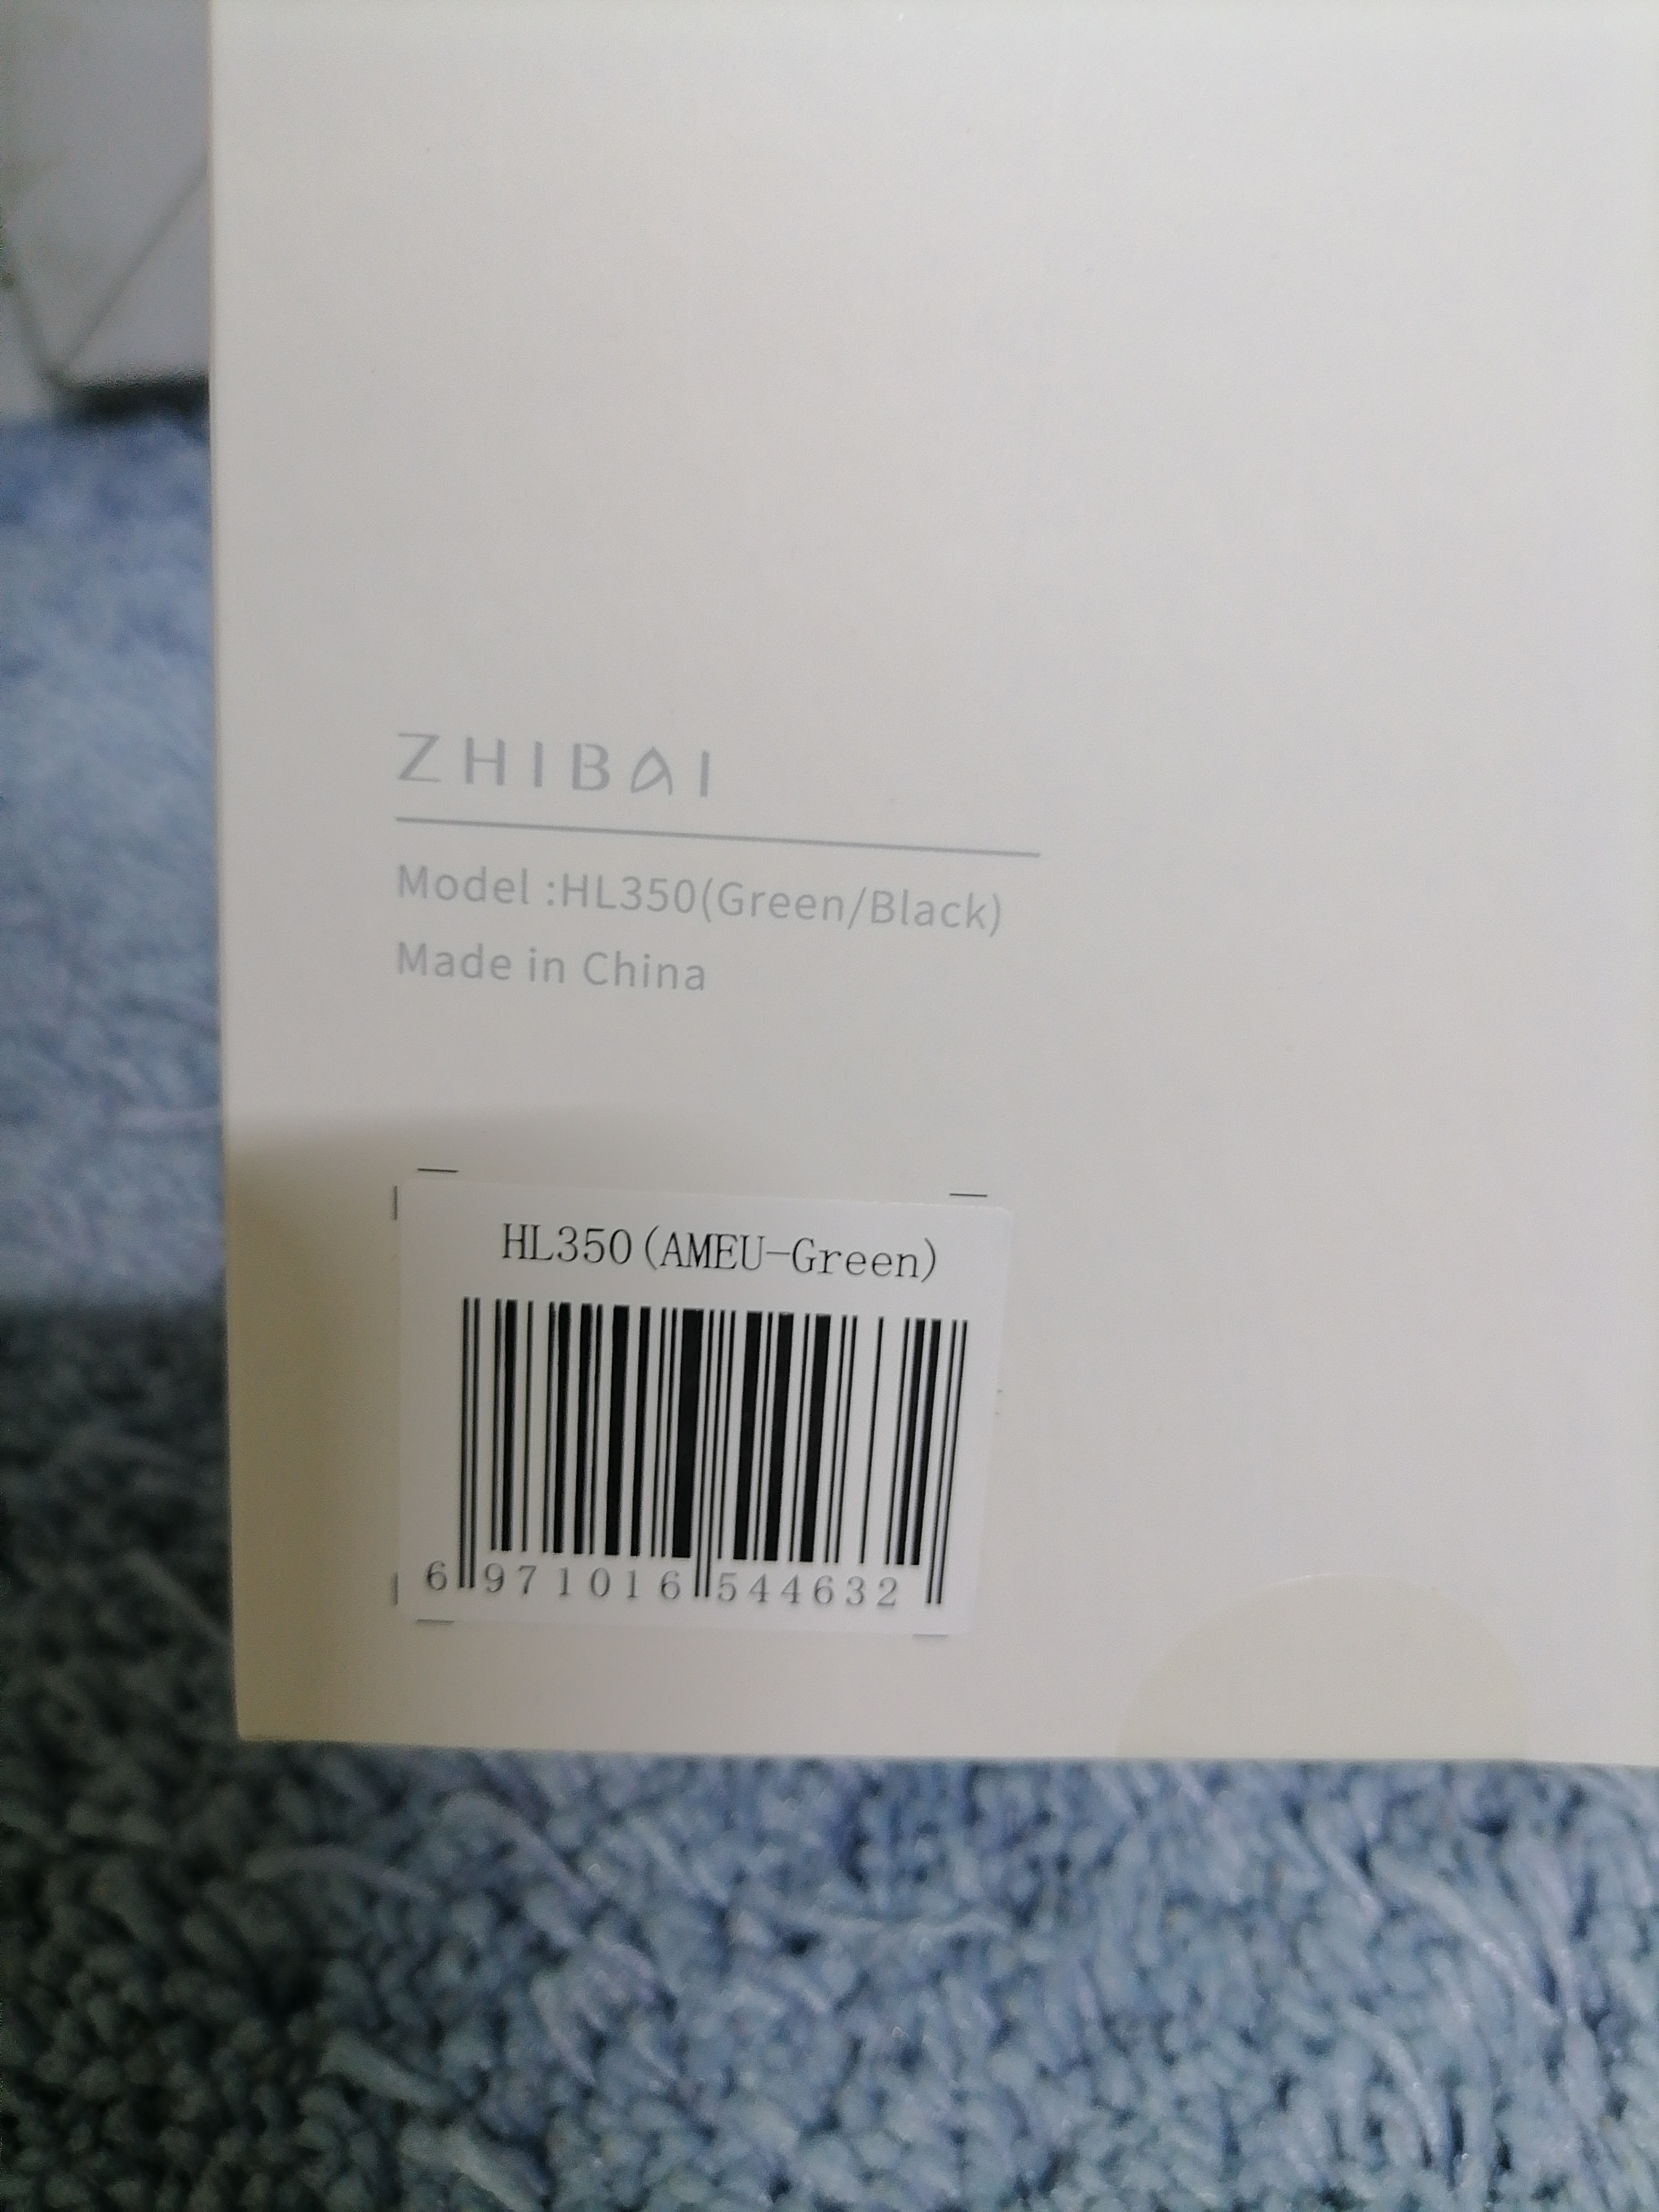 ZHIBAI
Model :HL350(Green/Black)
Made in China
HL350(AMEU-Green)
6 971016 544632